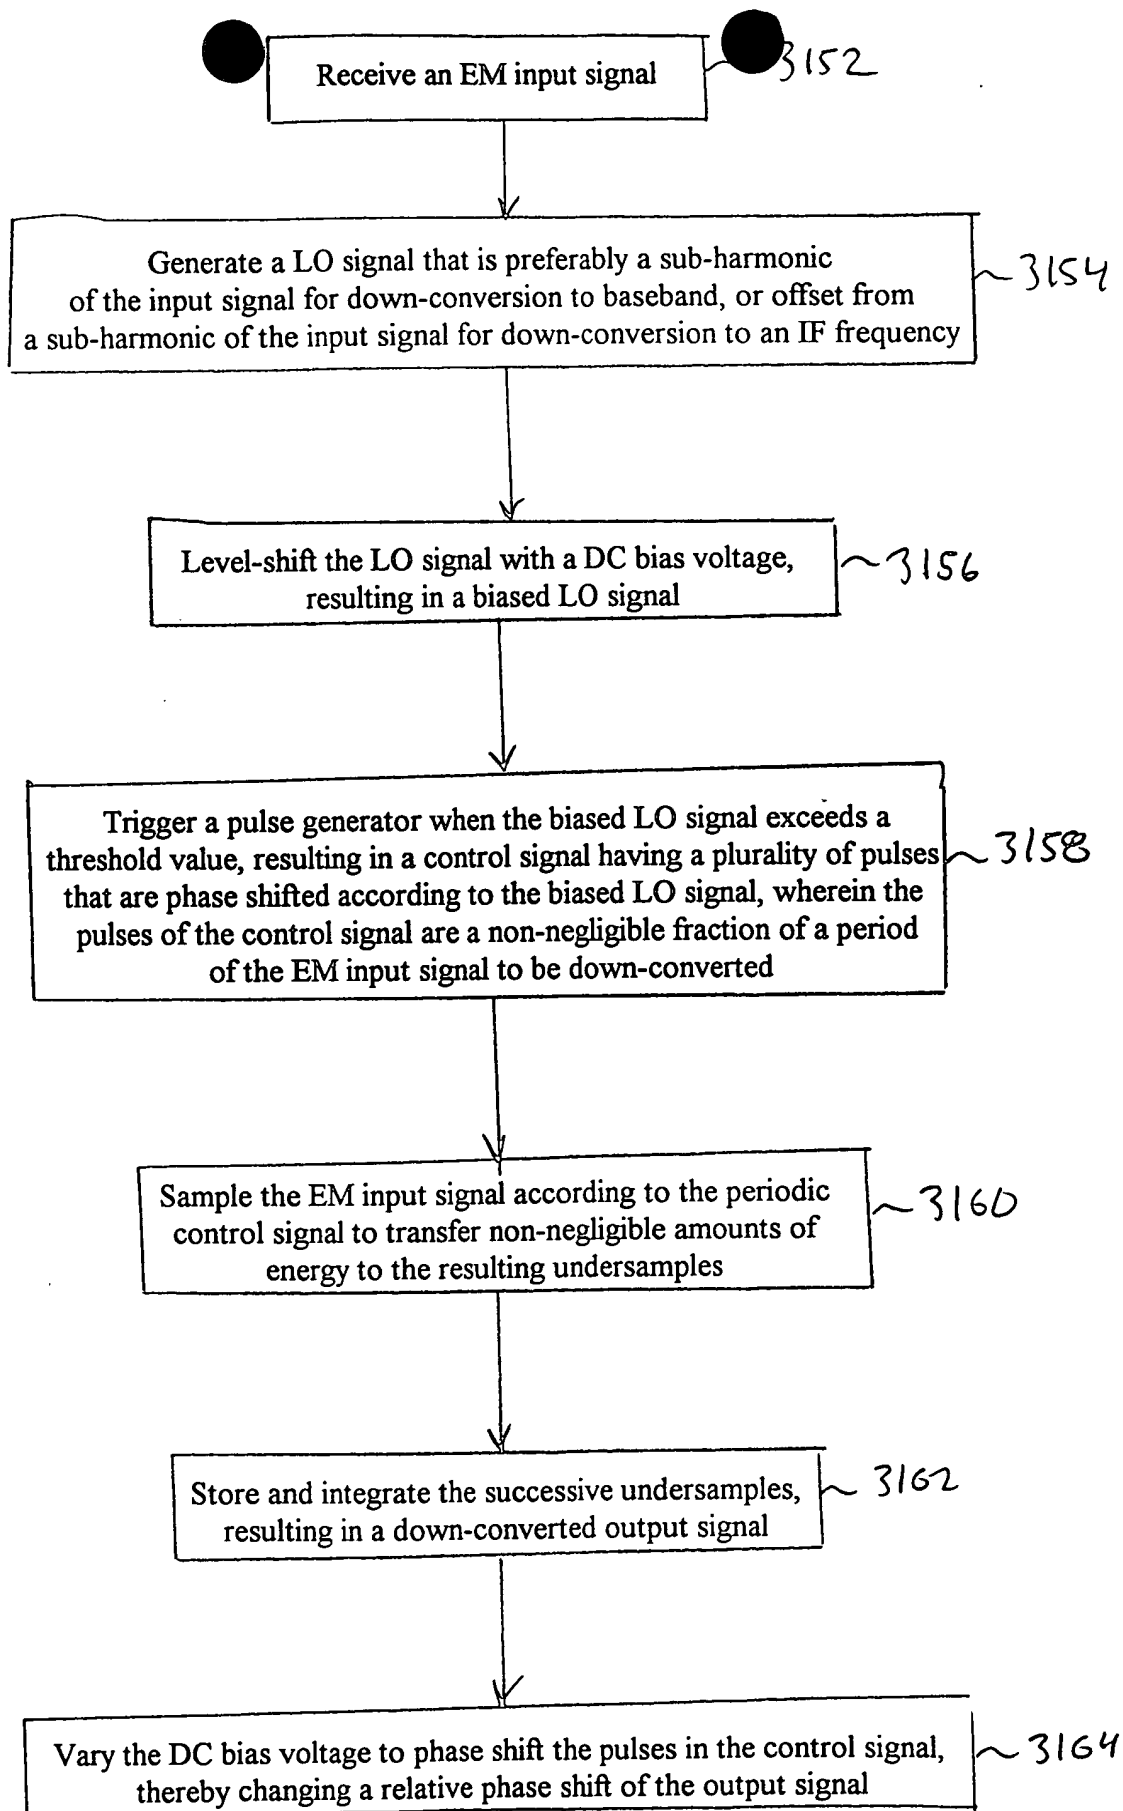 Receive an EM input signal
3152
Generate a LO signal that is preferably a sub-harmonic
of the input signal for down-conversion to baseband, or offset from
a sub-harmonic of the input signal for down-conversion to an IF frequency
3154
Level-shift the LO signal with a DC bias voltage,
resulting in a biased LO signal
3156
Trigger a pulse generator when the biased LO signal exceeds a
threshold value, resulting in a control signal having a plurality of pulses
that are phase shifted according to the biased LO signal, wherein the
pulses of the control signal are a non-negligible fraction of a period
of the EM input signal to be down-converted
3158
Sample the EM input signal according to the periodic
control signal to transfer non-negligible amounts of
energy to the resulting undersamples
3160
Store and integrate the successive undersamples,
resulting in a down-converted output signal
3162
Vary the DC bias voltage to phase shift the pulses in the control signal,
thereby changing a relative phase shift of the output signal
3164